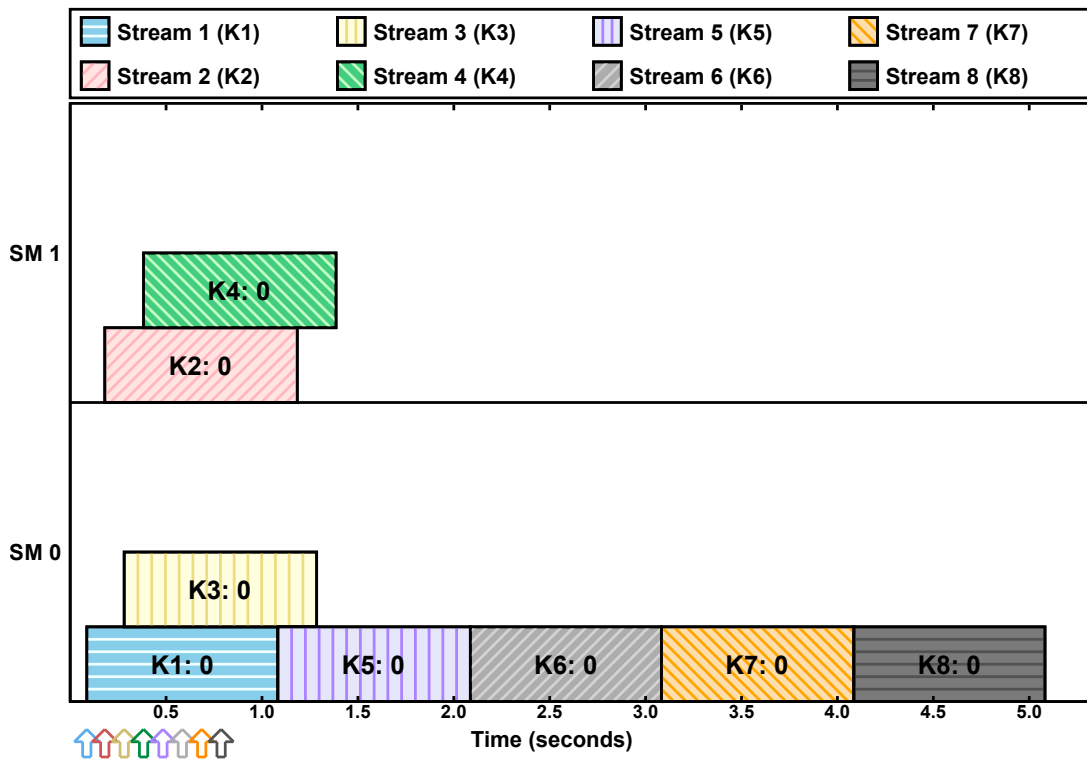 Stream 1 (K1) Stream 3 (K3) Stream 5 (K5) Stream 7 (K7)
Stream 2 (K2) Stream 4 (K4) Stream 6 (K6) Stream 8 (K8)
SM 1
K4: 0
K2: 0
SM 0
K3: 0
K1: 0 K5: 0 K6: 0 K7: 0 K8: 0
0.5 1.0 1.5 2.0 2.5 3.0 3.5 4.0 4.5 5.0
Time (seconds)